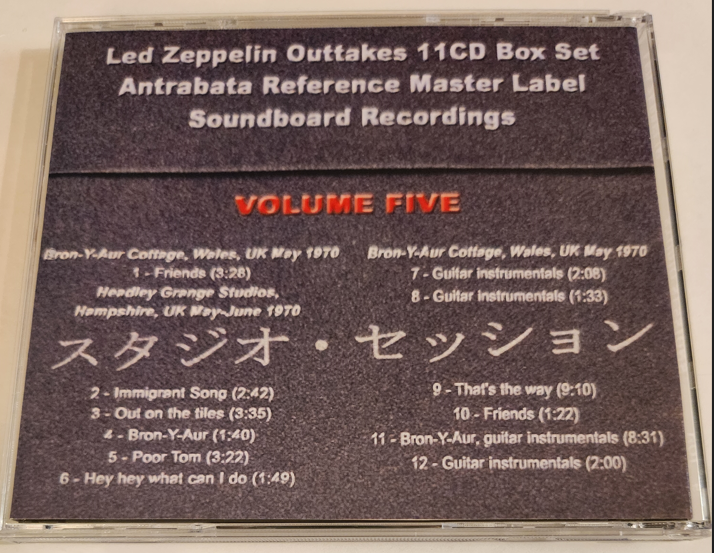 Led Zeppelin Outtakes 11CD Box Set
Antrabata Reference Master Label
Soundboard Recordings
VOLUME FIVE
Bron-Y-Aur Cottage, Wales, UK May 1970
1 - Friends (3:28)
Headley Grange Studios,
Hampshire, UK May-June 1970
Bron-Y-Aur Cottage, Wales, UK May 1970
7 - Guitar instrumentals (2:08)
8 - Guitar instrumentals (1:33)
スタジオ・セッション
2 - Immigrant Song (2:42)
3 - Out on the tiles (3:35)
4 - Bron-Y-Aur (1:40)
5 - Poor Tom (3:22)
6 - Hey hey what can I do (1:49)
9 - That's the way (9:10)
10 - Friends (1:22)
11 - Bron-Y-Aur, guitar instrumentals (8:31)
12 - Guitar instrumentals (2:00)